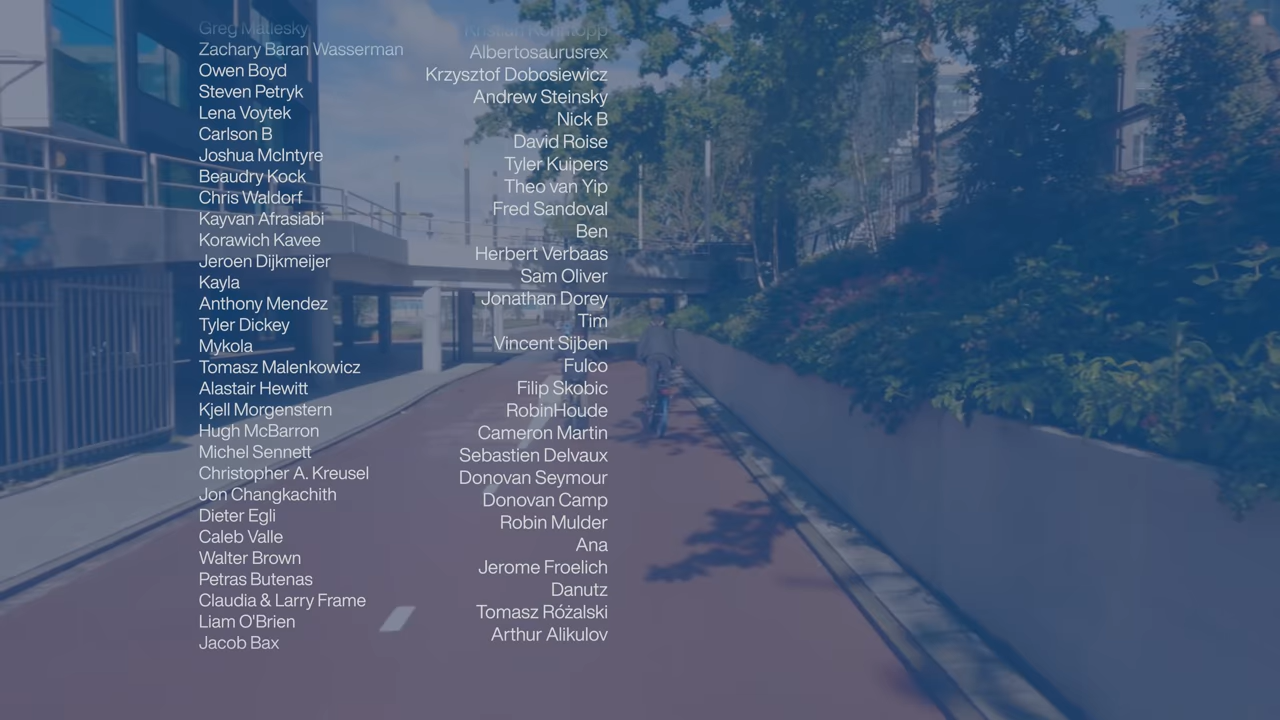 Greg Matlesky
Zachary Baran Wasserman
Owen Boyd
Steven Petryk
Lena Voytek
Carlson B
Joshua McIntyre
Beaudry Kock
Chris Waldorf
Kayvan Afrasiabi
Korawich Kavee
Jeroen Dijkmeijer
Kayla
Anthony Mendez
Tyler Dickey
Mykola
Tomasz Malenkowicz
Alastair Hewitt
Kjell Morgenstern
Hugh McBarron
Michel Sennett
Christopher A. Kreusel
Jon Changkachith
Dieter Egli
Caleb Valle
Walter Brown
Petras Butenas
Claudia & Larry Frame
Liam O'Brien
Jacob Bax
Albertosaurusrex
Krzysztof Dobosiewicz
Andrew Steinsky
Nick B
David Roise
Tyler Kuipers
Theo van Yip
Fred Sandoval
Ben
Herbert Verbaas
Sam Oliver
Jonathan Dorey
Tim
Vincent Sijben
Fulco
Filip Skobic
RobinHoude
Cameron Martin
Sebastien Delvaux
Donovan Seymour
Donovan Camp
Robin Mulder
Ana
Jerome Froelich
Danutz
Tomasz Różalski
Arthur Alikulov